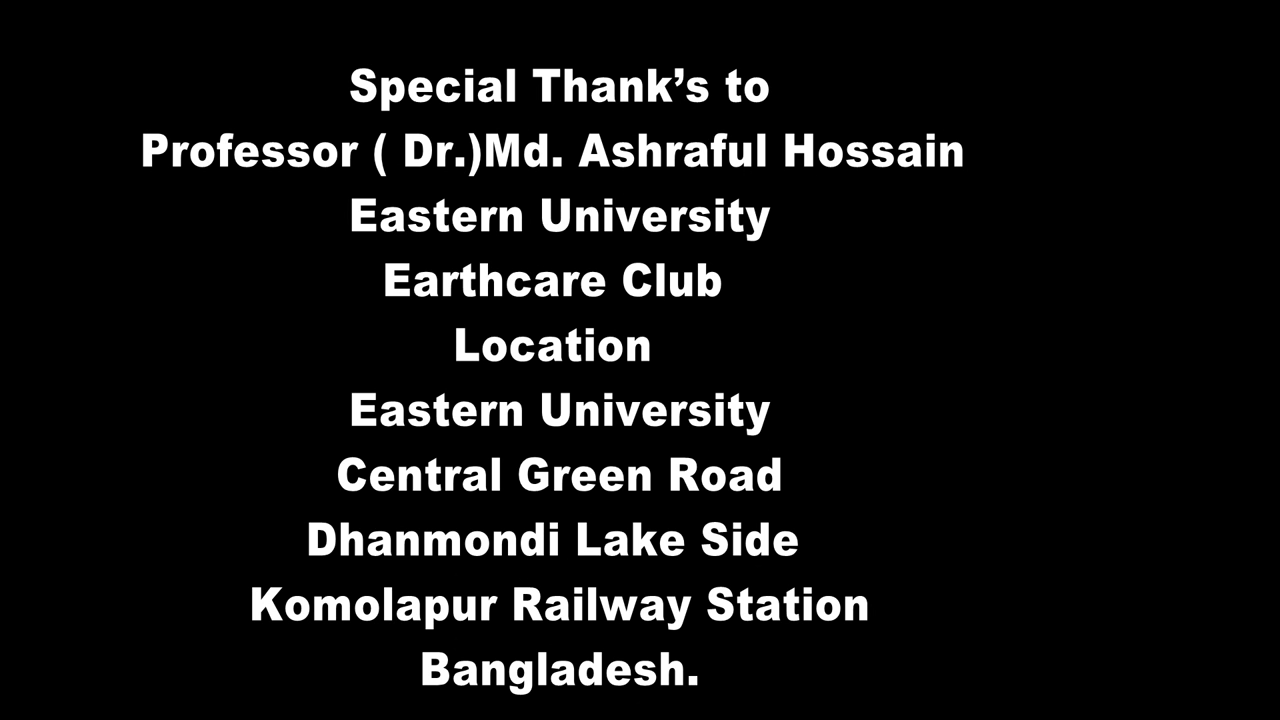 Special Thank’s to
Professor ( Dr.)Md. Ashraful Hossain
Eastern University
Earthcare Club
Location
Eastern University
Central Green Road
Dhanmondi Lake Side
Komolapur Railway Station
Bangladesh.